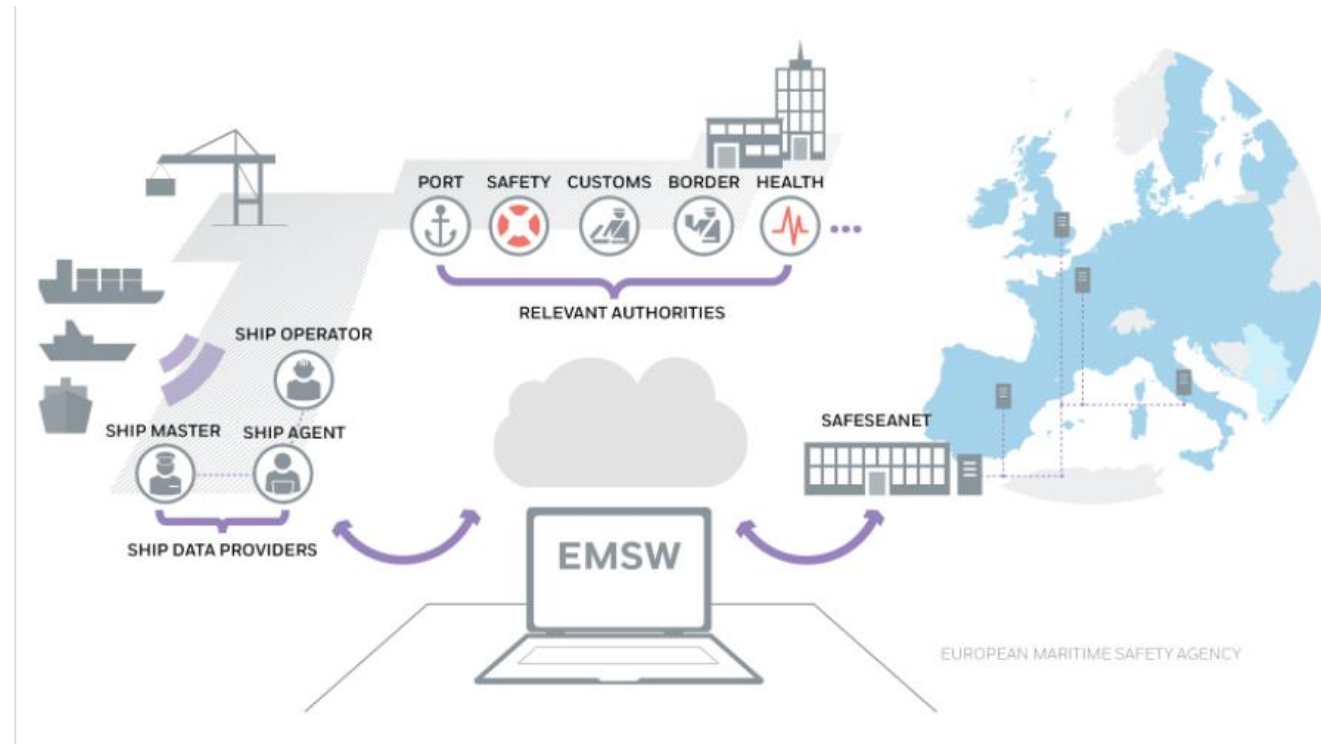 PORT
SAFETY
CUSTOMS
BORDER
HEALTH
RELEVANT AUTHORITIES
SHIP OPERATOR
SHIP MASTER
SHIP AGENT
SHIP DATA PROVIDERS
EMSW
SAFESEANET
EUROPEAN MARITIME SAFETY AGENCY